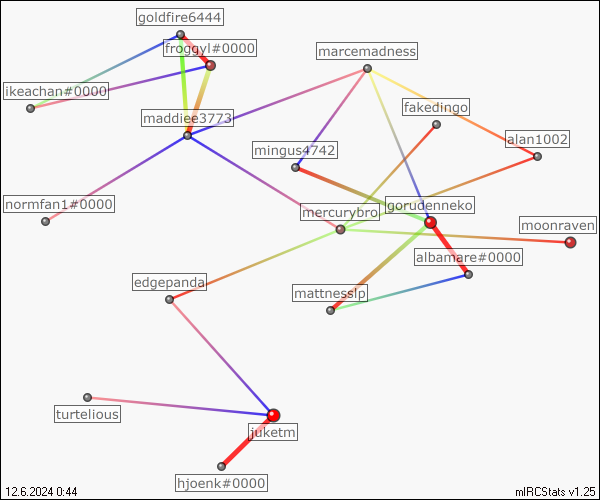 goldfire6444
froggyl#0000
marcemadness
ikeachan#0000
fakedingo
maddiee3773
alan1002
mingus4742
normfan1#0000
gorudenneko
mercurybro
moonraven
albamare#0000
edgepanda
mattnesslp
turtelious
juketm
hjoenk#0000
12.6.2024 0:44
mIRCStats v1.25